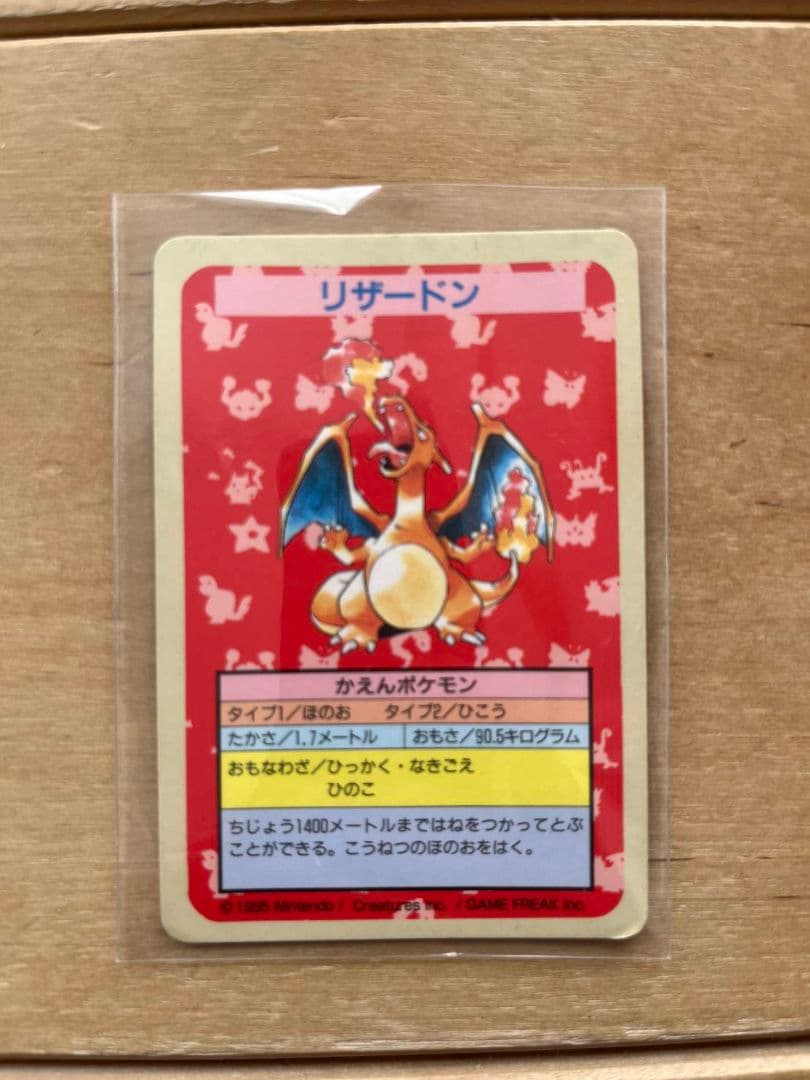 リザードン
かえんポケモン
タイプ1/ほのお タイプ2/ひこう
たかさ/1.7メートル おもさ/90.5キログラム
おもなわざ/ひっかく・なきごえ
ひのこ
ちじょう1400メートルまではねをつかってとぶ
ことができる。こうねつのほのおをはく。
© 1995 Nintendo / Creatures inc. / GAME FREAK inc.